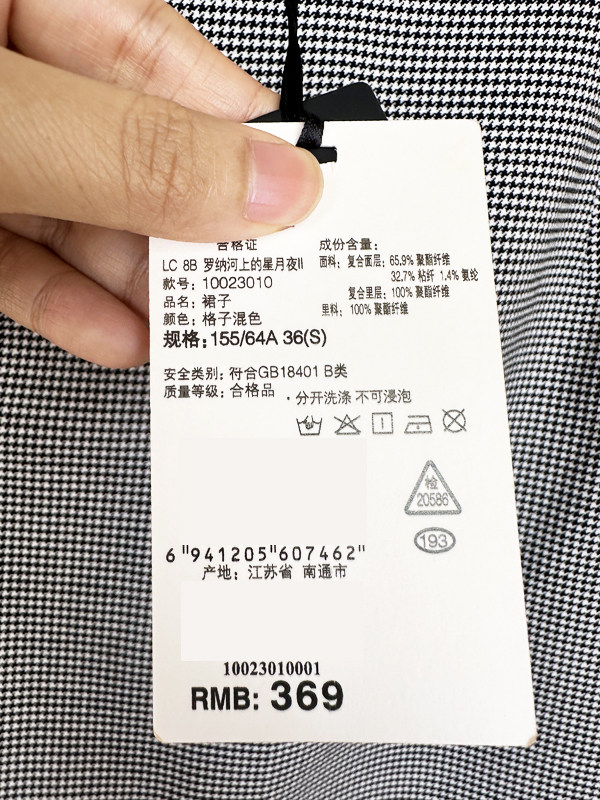 合格证
LC 8B 罗纳河上的星月夜II
款号：10023010
品名：裙子
颜色：格子混色
规格：155/64A 36(S)
成份含量：
面料：复合面层：65.9% 聚酯纤维
32.7% 粘纤 1.4% 氨纶
复合里层：100% 聚酯纤维
里料：100% 聚酯纤维
安全类别：符合GB18401 B类
质量等级：合格品
·分开洗涤 不可浸泡
检
20586
193
6"941205"607462"
产地：江苏省 南通市
10023010001
RMB: 369